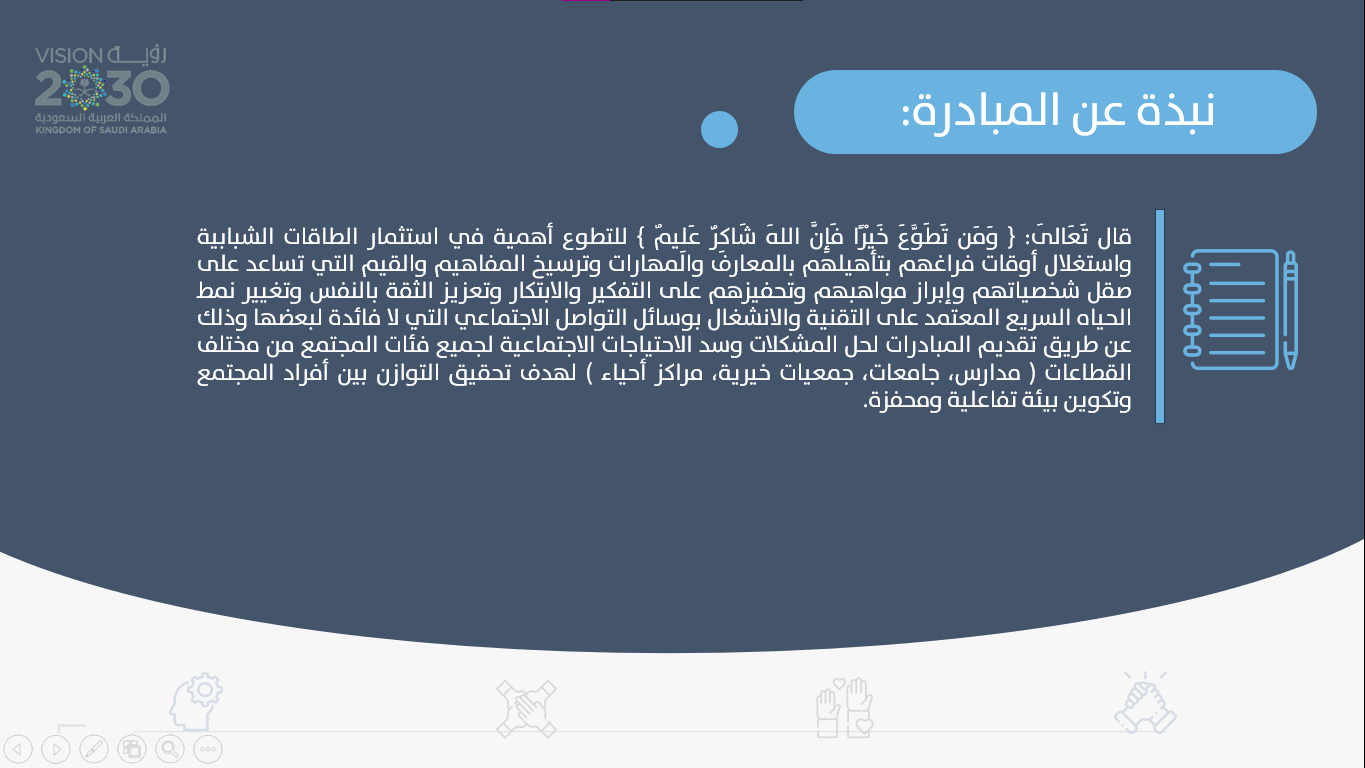 VISION رؤيــة
2030
المملكة العربية السعودية
KINGDOM OF SAUDI ARABIA
نبذة عن المبادرة:
قال تَعَالىَ: { وَمَن تَطَوَّعَ خَيْرًا فَإِنَّ اللهَ شَاكِرٌ عَلِيمٌ } للتطوع أهمية في استثمار الطاقات الشبابية
واستغلال أوقات فراغهم بتأهيلهم بالمعارف والمهارات وترسيخ المفاهيم والقيم التي تساعد على
صقل شخصياتهم وإبراز مواهبهم وتحفيزهم على التفكير والابتكار وتعزيز الثقة بالنفس وتغيير نمط
الحياه السريع المعتمد على التقنية والانشغال بوسائل التواصل الاجتماعي التي لا فائدة لبعضها وذلك
عن طريق تقديم المبادرات لحل المشكلات وسد الاحتياجات الاجتماعية لجميع فئات المجتمع من مختلف
القطاعات ( مدارس، جامعات، جمعيات خيرية، مراكز أحياء ) لهدف تحقيق التوازن بين أفراد المجتمع
وتكوين بيئة تفاعلية ومحفزة.